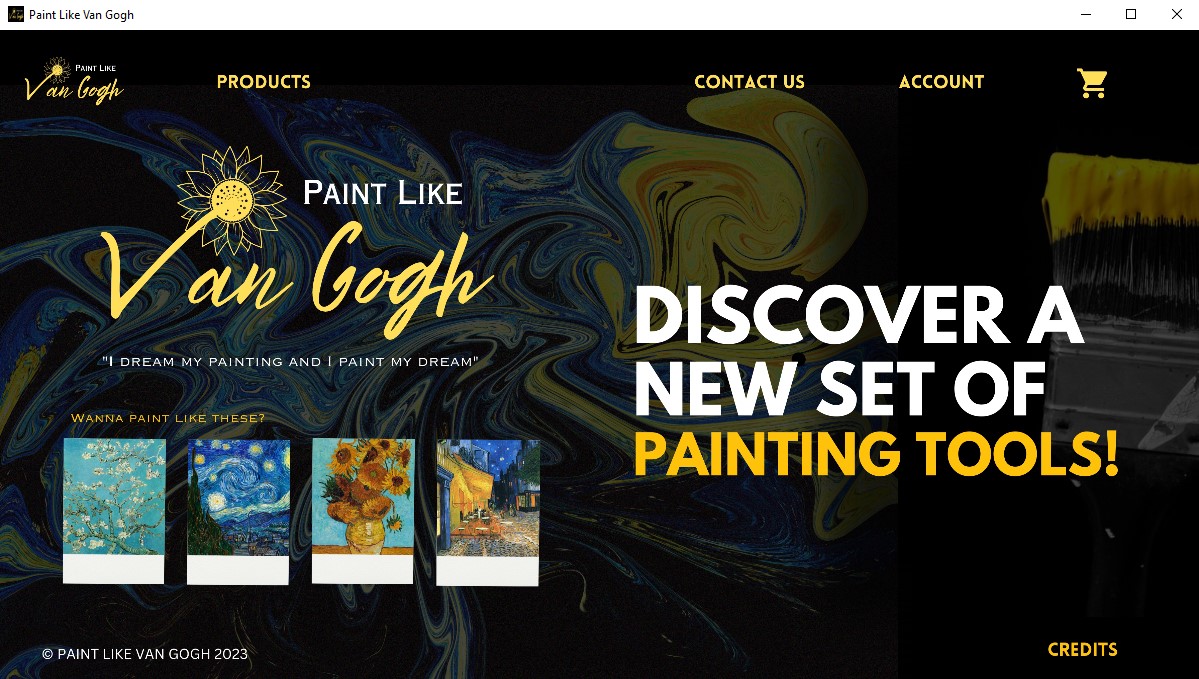 Paint Like Van Gogh
PAINT LIKE
Van Gogh
PRODUCTS
CONTACT US
ACCOUNT
PAINT LIKE
Van Gogh
"I DREAM MY PAINTING AND I PAINT MY DREAM"
WANNA PAINT LIKE THESE?
DISCOVER A
NEW SET OF
PAINTING TOOLS!
© PAINT LIKE VAN GOGH 2023
CREDITS